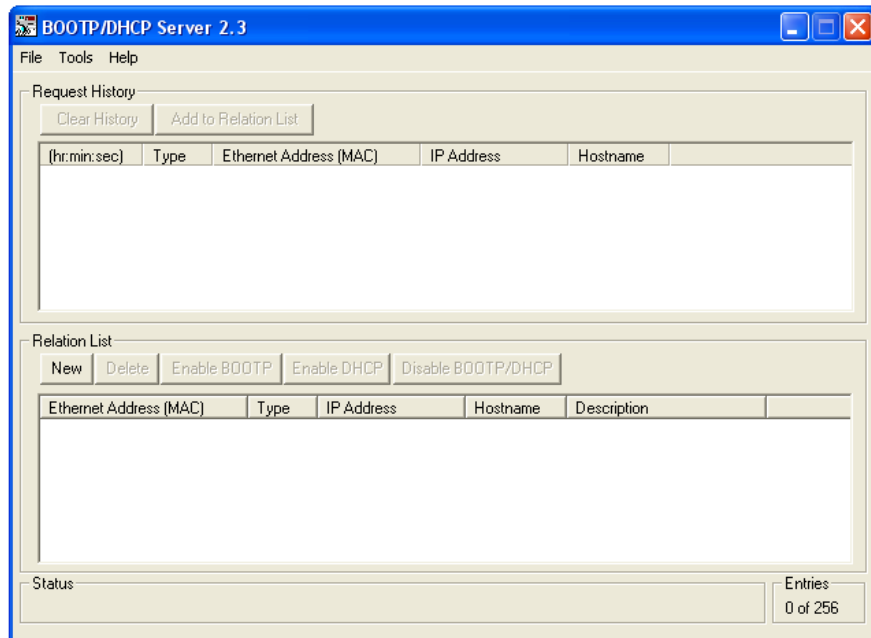 BOOTP/DHCP Server 2.3
File Tools Help
Request History
Clear History Add to Relation List
(hr:min:sec) Type Ethernet Address (MAC) IP Address Hostname
Relation List
New Delete Enable BOOTP Enable DHCP Disable BOOTP/DHCP
Ethernet Address (MAC) Type IP Address Hostname Description
Status Entries
0 of 256